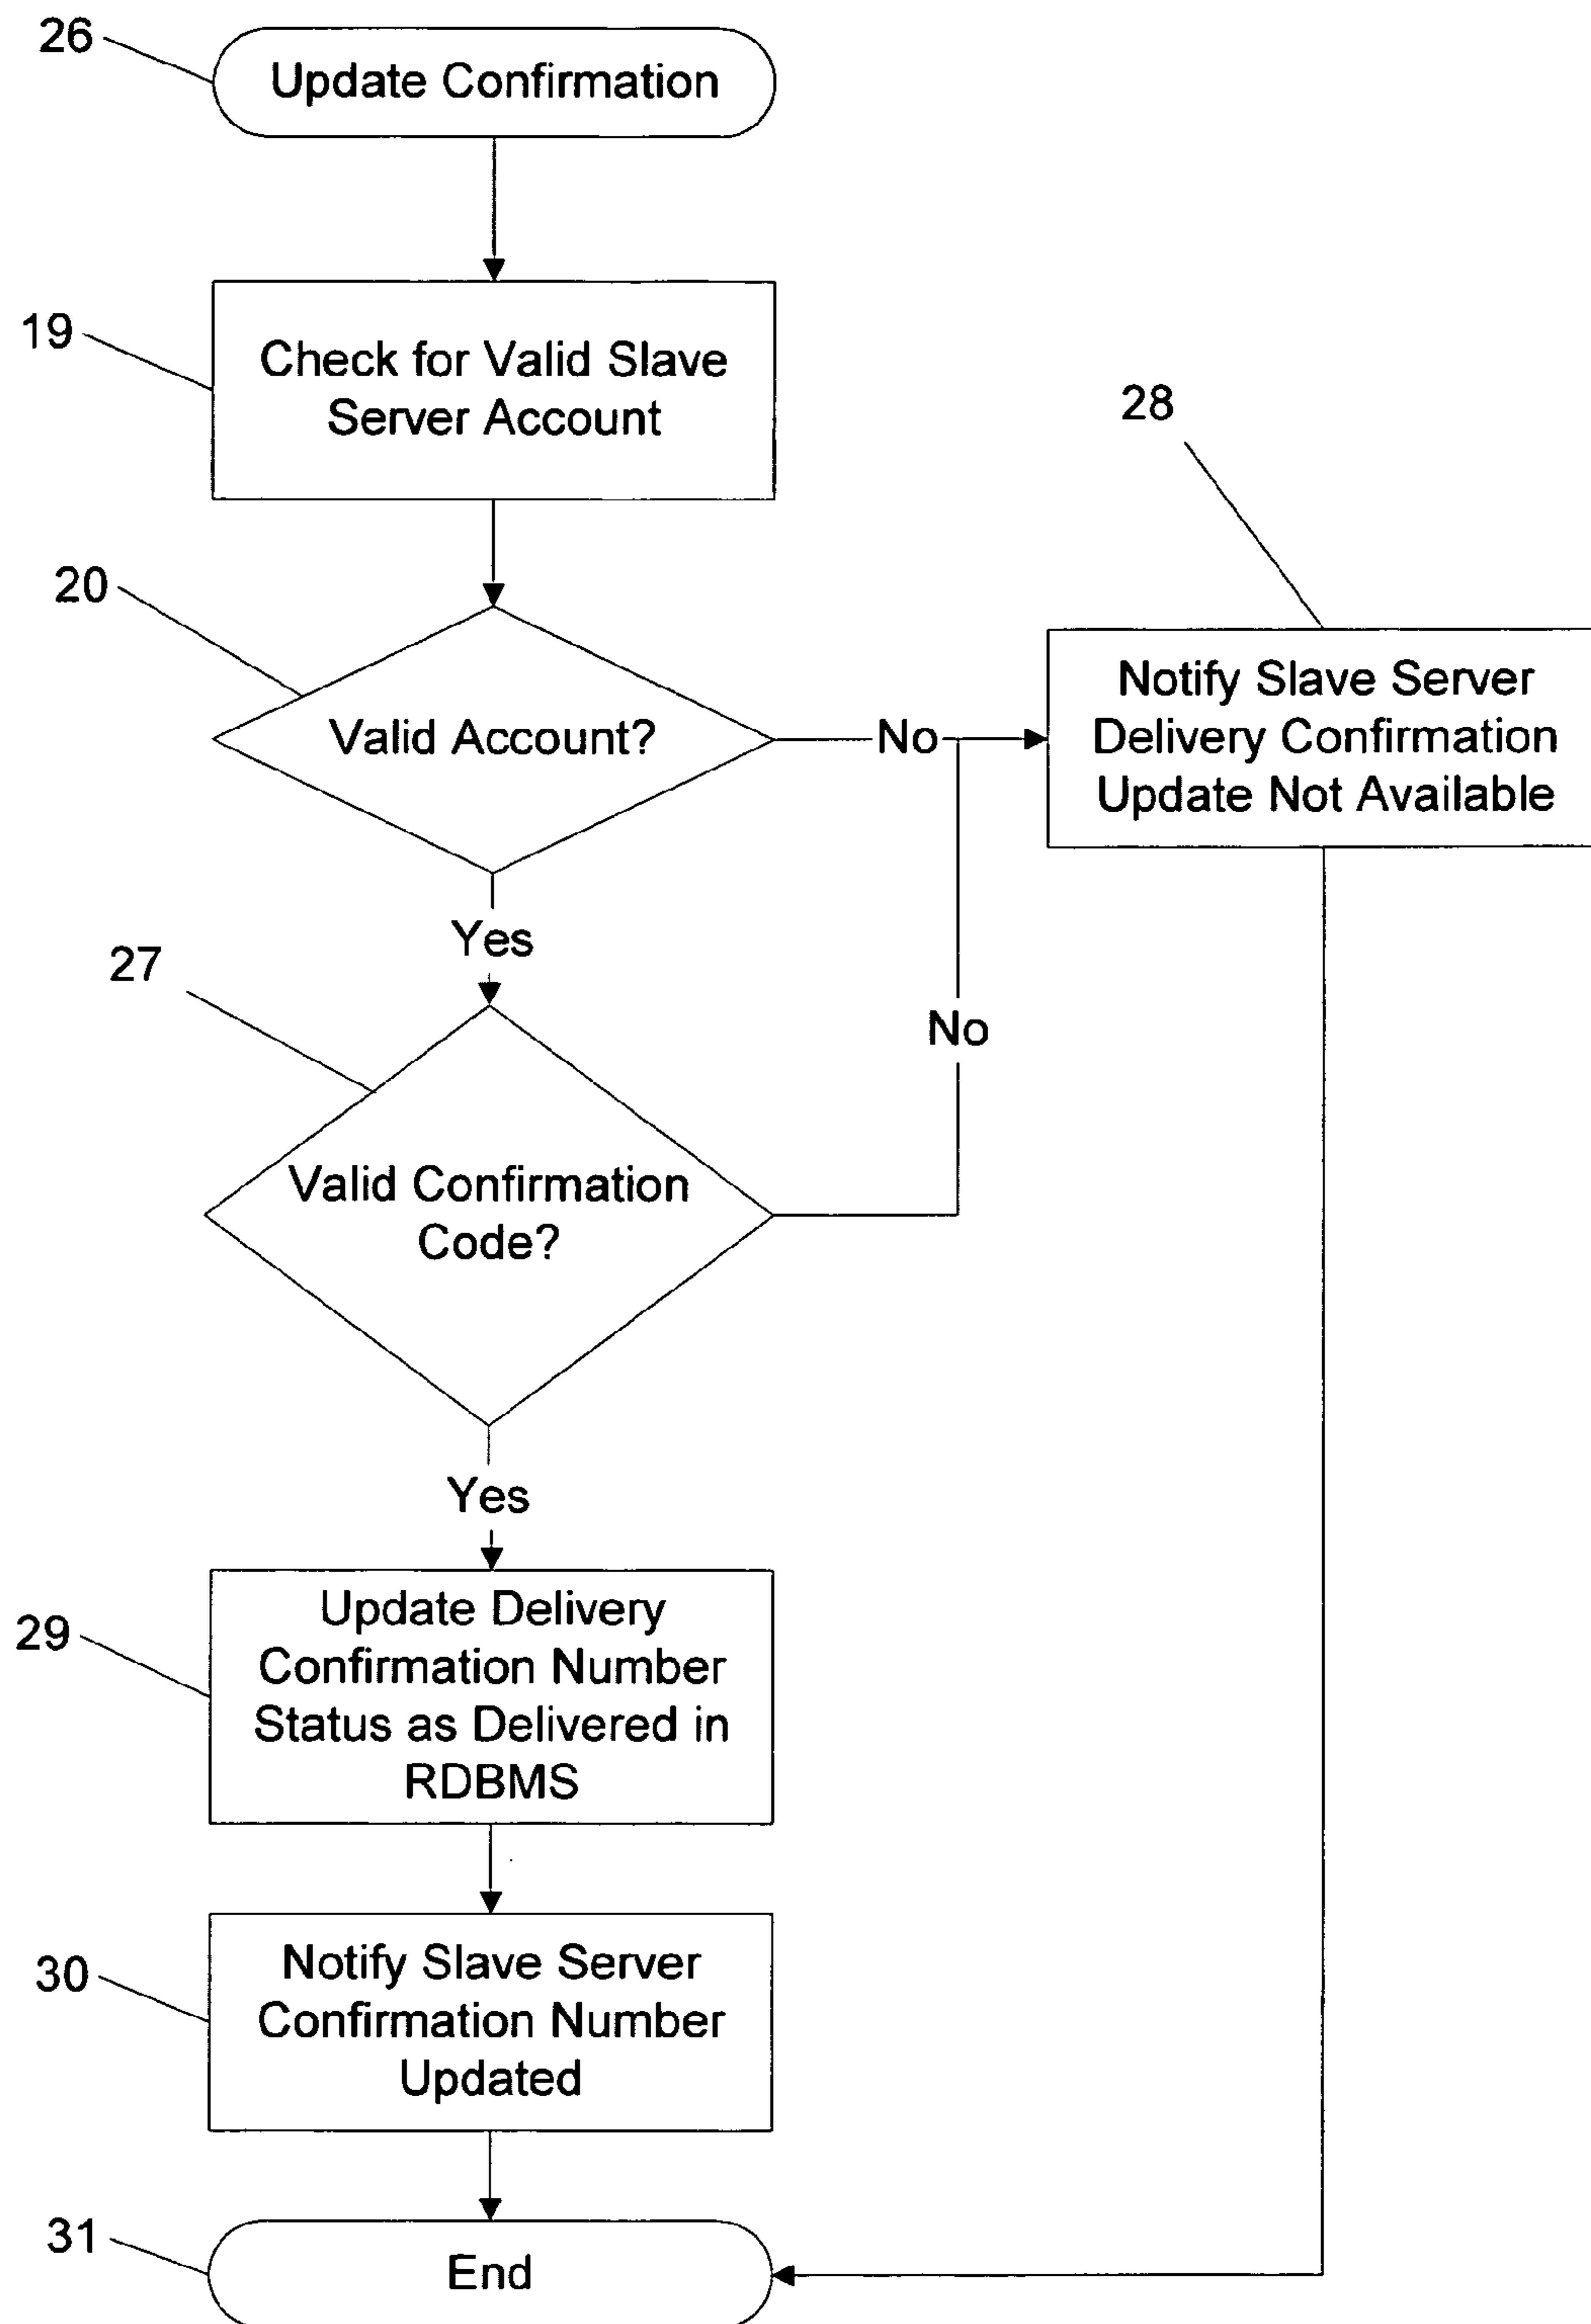 26
Update Confirmation
19
Check for Valid Slave
Server Account
28
20
Valid Account?
No
Notify Slave Server
Delivery Confirmation
Update Not Available
Yes
27
No
Valid Confirmation
Code?
Yes
29
Update Delivery
Confirmation Number
Status as Delivered in
RDBMS
30
Notify Slave Server
Confirmation Number
Updated
31
End